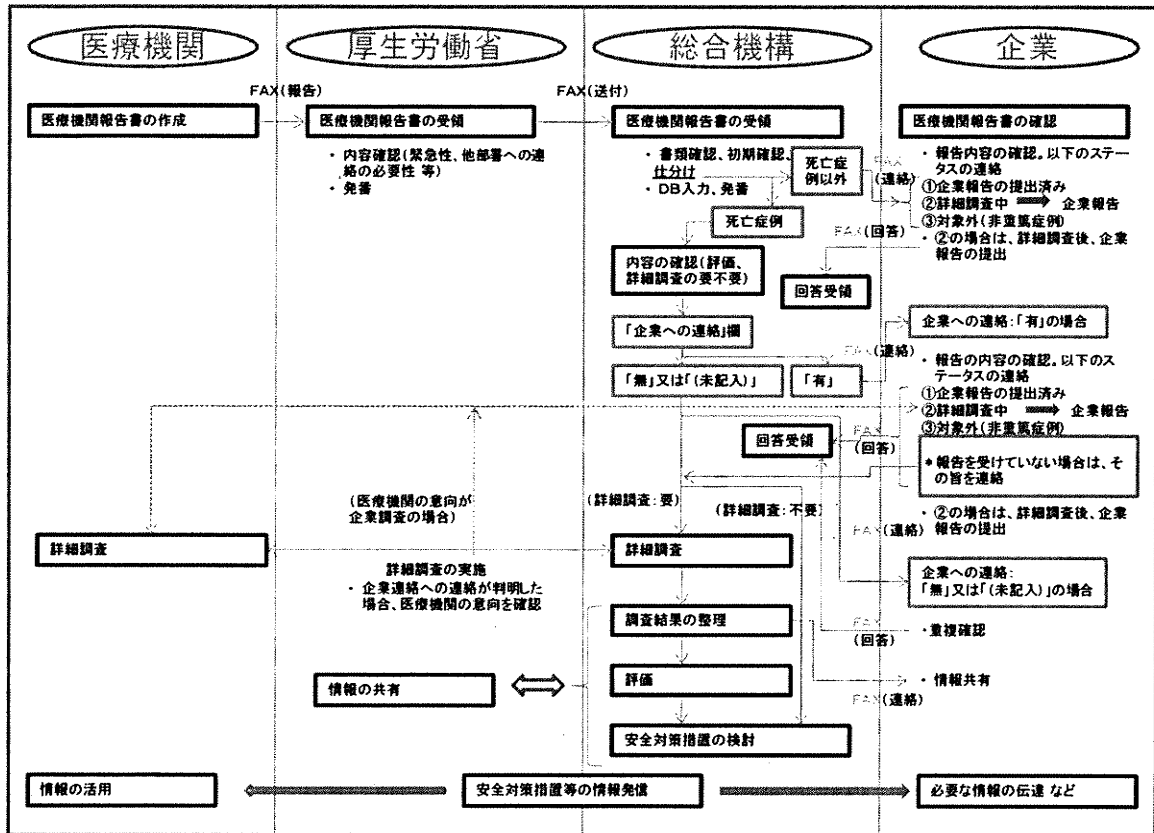 医療機関
厚生労働省
総合機構
企業
FAX(報告)
FAX(送付)
医療機関報告書の作成
医療機関報告書の受領
医療機関報告書の受領
医療機関報告書の確認
・ 内容確認(緊急性、他部署への連
絡の必要性 等)
・ 発番
・ 書類確認、初期確認、
仕分け
・ DB入力、発番
死亡症
例以外
死亡症例
FAX
(連絡)
・ 報告内容の確認。以下のステー
タスの連絡
①企業報告の提出済み
②詳細調査中 企業報告
③対象外(非重篤症例)
・ ②の場合は、詳細調査後、企業
報告の提出
FAX(回答)
内容の確認(評価、
詳細調査の要不要)
回答受領
「企業への連絡」欄
FAX(連絡)
企業への連絡:「有」の場合
「無」又は「(未記入)」
「有」
・ 報告の内容の確認。以下のス
テータスの連絡
①企業報告の提出済み
②詳細調査中 企業報告
③対象外(非重篤症例)
回答受領
FAX
(回答)
*報告を受けていない場合は、そ
の旨を連絡
(医療機関の意向が
企業調査の場合)
(詳細調査:要)
(詳細調査:不要)
・ ②の場合は、詳細調査後、企業
報告の提出
FAX(連絡)
詳細調査
詳細調査
詳細調査の実施
・ 企業連絡への連絡が判明した
場合、医療機関の意向を確認
企業への連絡:
「無」又は「(未記入)」の場合
調査結果の整理
FAX
(回答)
・重複確認
情報の共有
評価
・ 情報共有
FAX(連絡)
安全対策措置の検討
情報の活用
安全対策措置等の情報発信
必要な情報の伝達 など